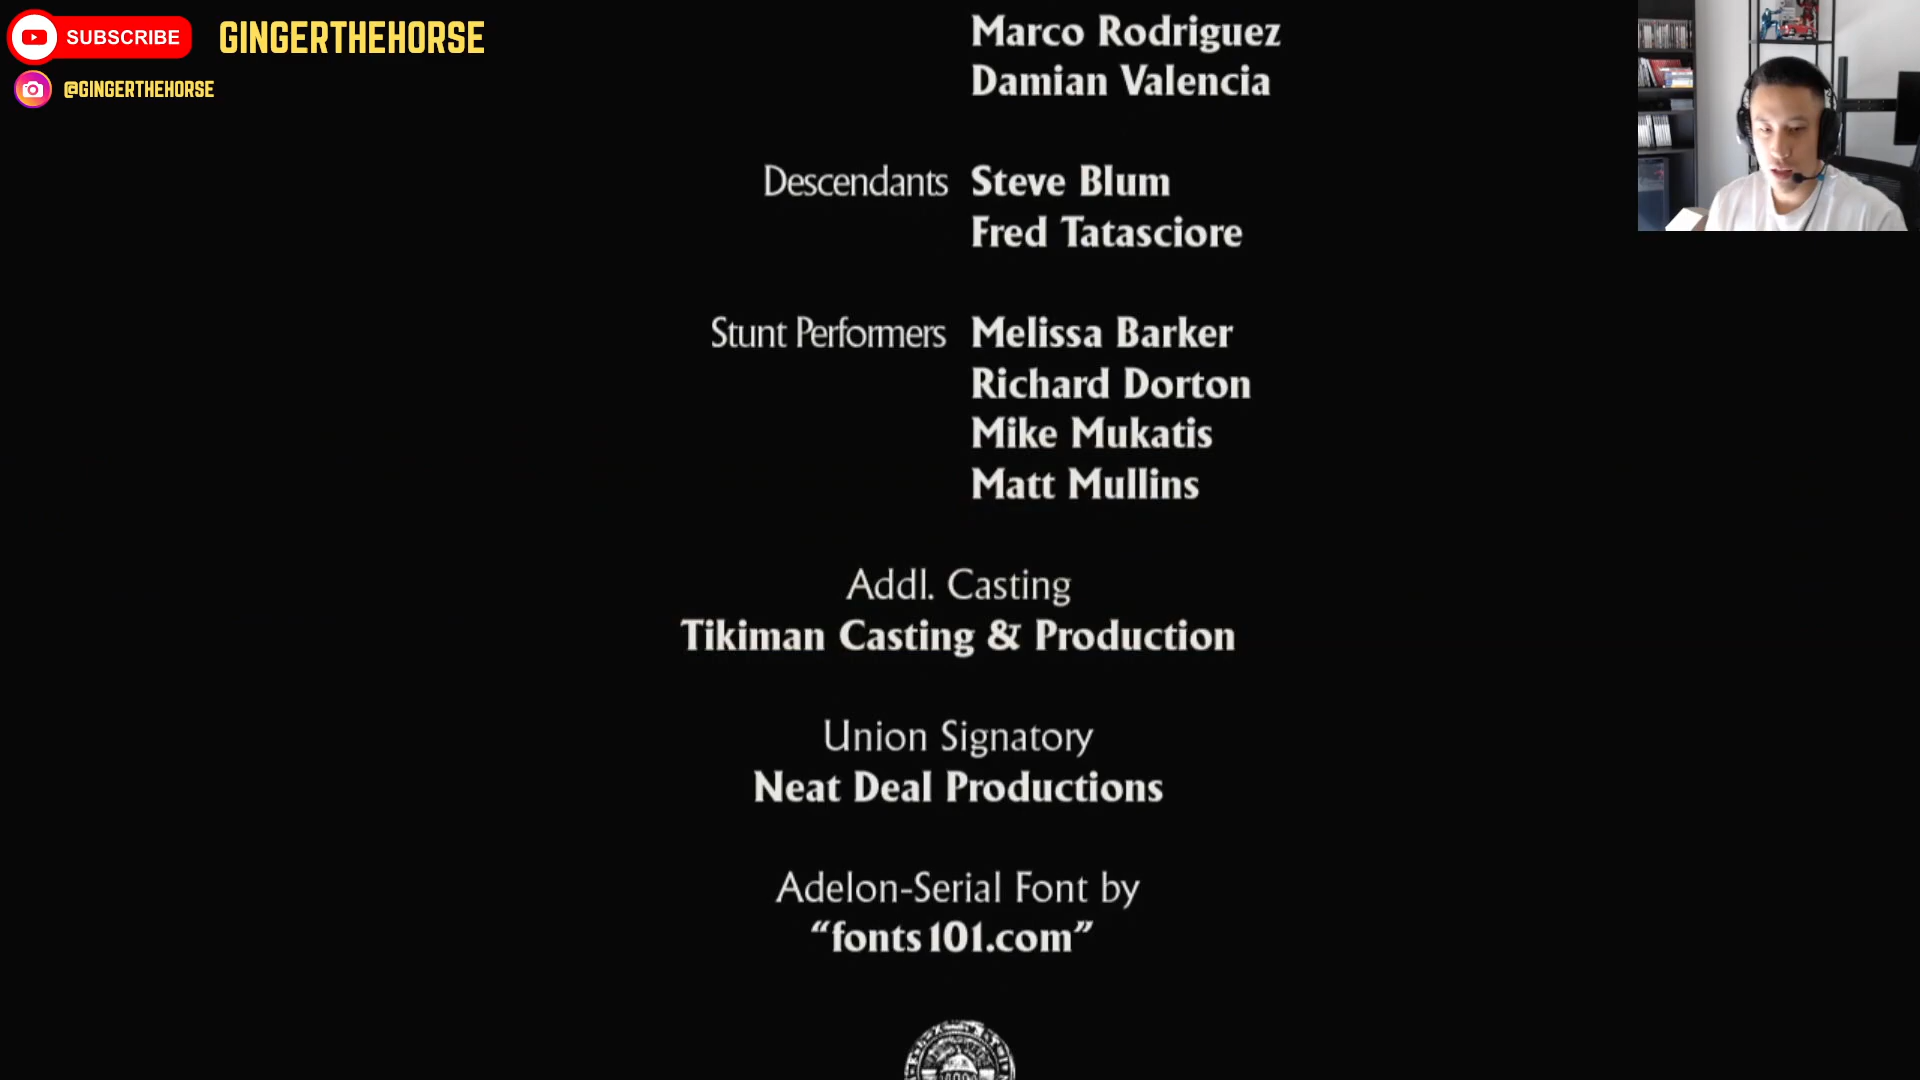 SUBSCRIBE
GINGERTHEHORSE
@GINGERTHEHORSE
Marco Rodriguez
Damian Valencia
Descendants Steve Blum
Fred Tatasciore
Stunt Performers Melissa Barker
Richard Dorton
Mike Mukatis
Matt Mullins
Addl. Casting
Tikiman Casting & Production
Union Signatory
Neat Deal Productions
Adelon-Serial Font by
“fonts101.com”